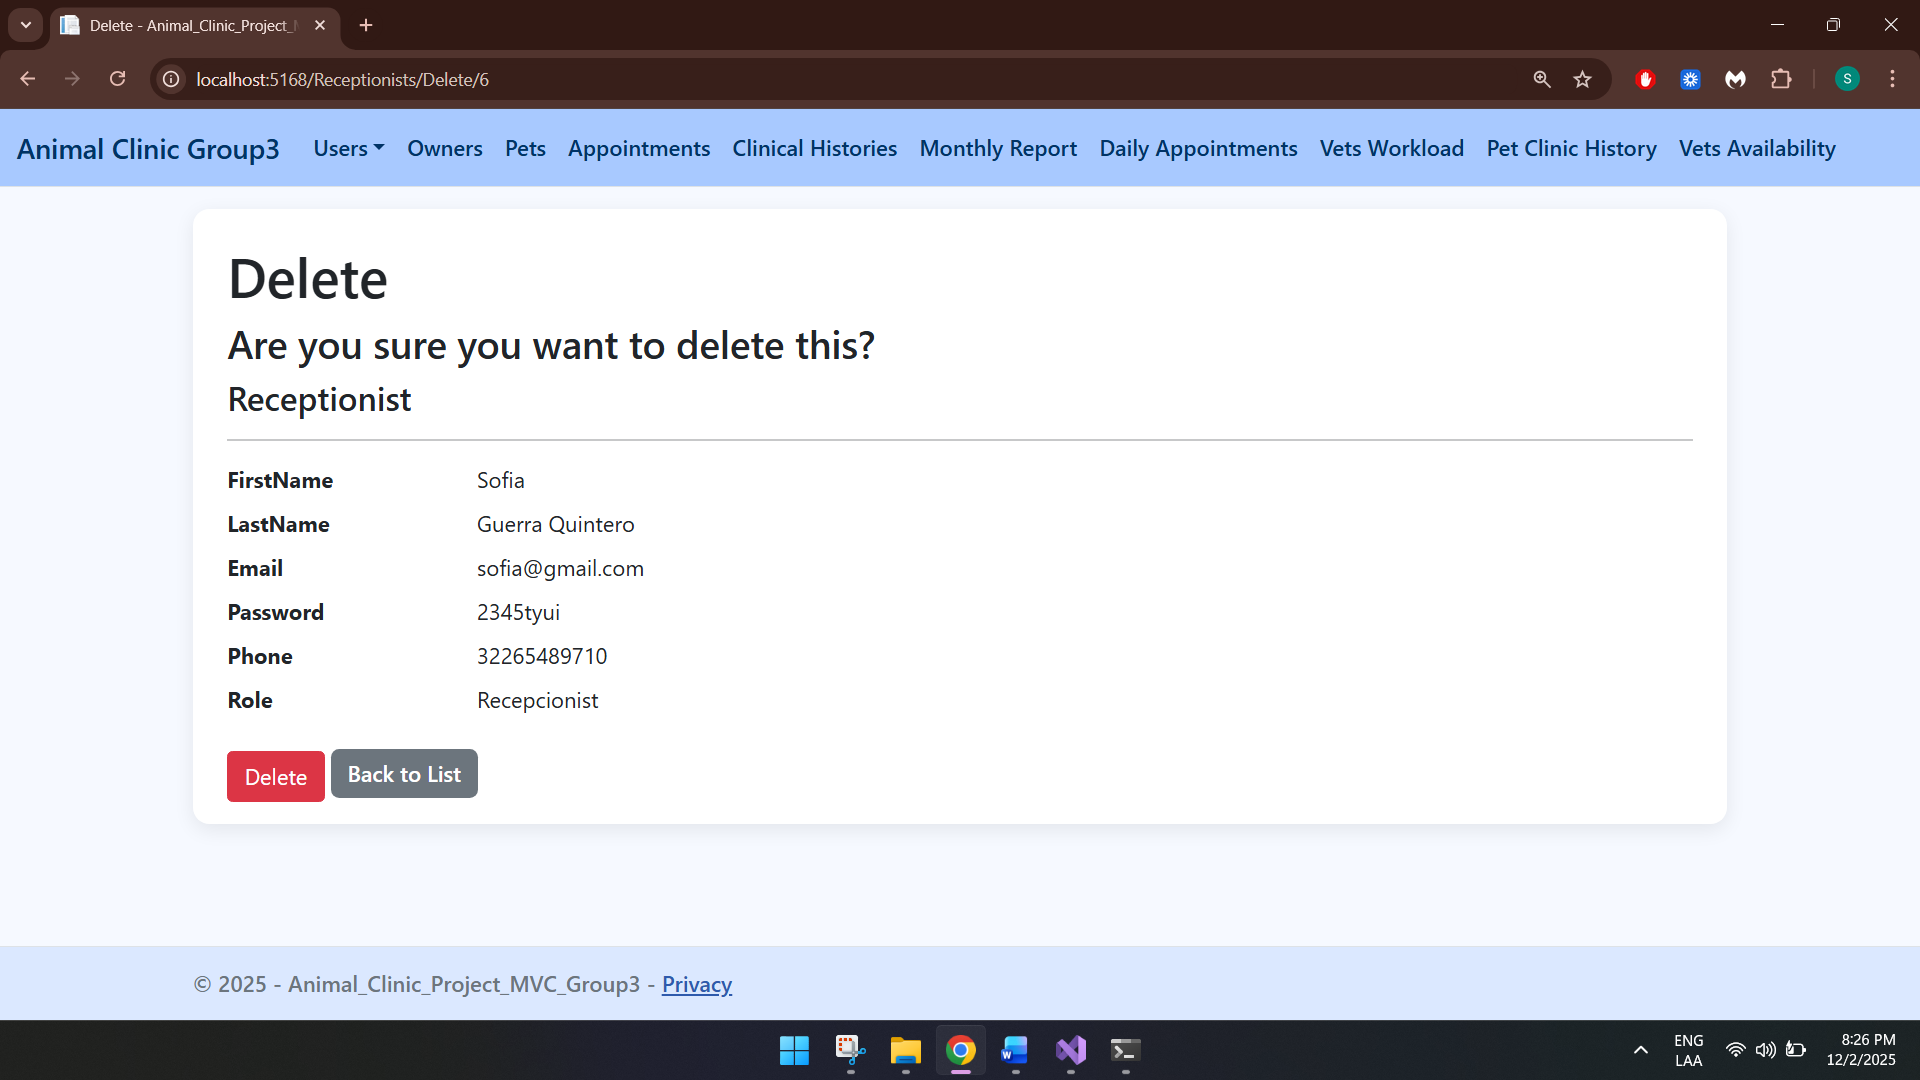 Delete - Animal_Clinic_Project_
localhost:5168/Receptionists/Delete/6
S
Animal Clinic Group3 Users Owners Pets Appointments Clinical Histories Monthly Report Daily Appointments Vets Workload Pet Clinic History Vets Availability
Delete
Are you sure you want to delete this?
Receptionist
FirstName Sofia
LastName Guerra Quintero
Email sofia@gmail.com
Password 2345tyui
Phone 32265489710
Role Recepcionist
Delete Back to List
© 2025 - Animal_Clinic_Project_MVC_Group3 - Privacy
ENG
LAA
8:26 PM
12/2/2025